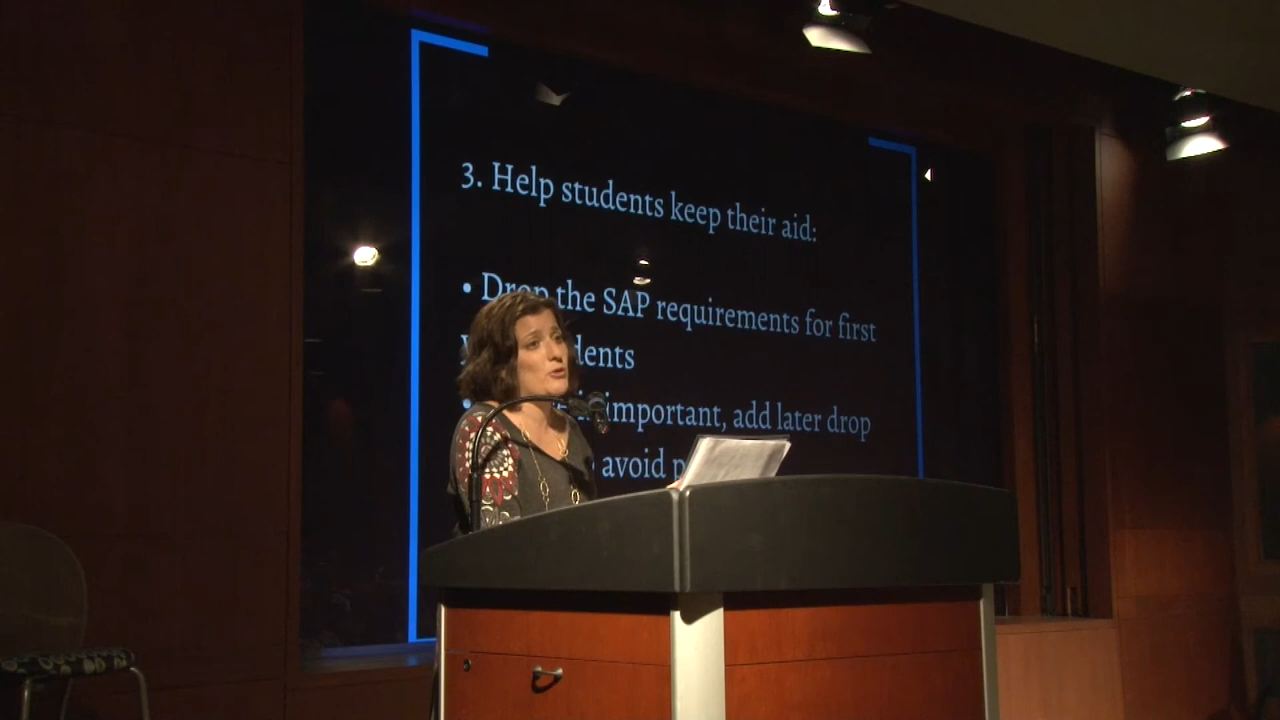 3. Help students keep their aid:
• Drop the SAP requirements for first
dents
• important, add later drop
avoid